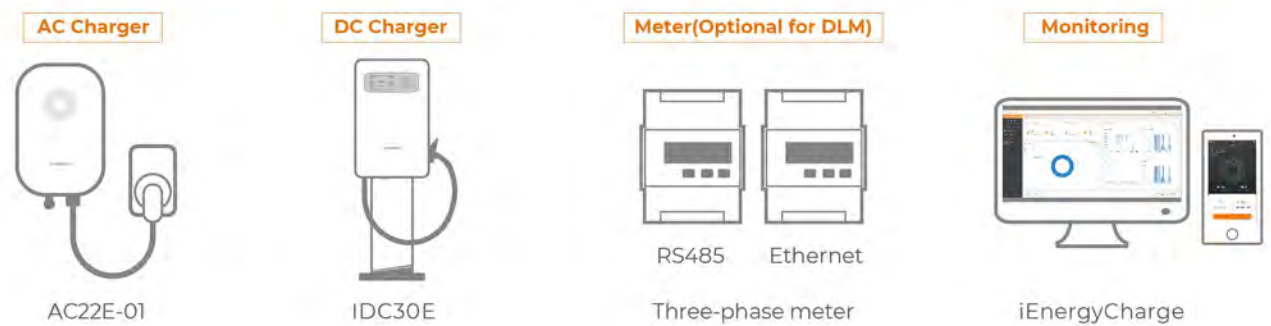 AC Charger
DC Charger
Meter(Optional for DLM)
Monitoring
RS485
Ethernet
AC22E-01
IDC30E
Three-phase meter
iEnergyCharge